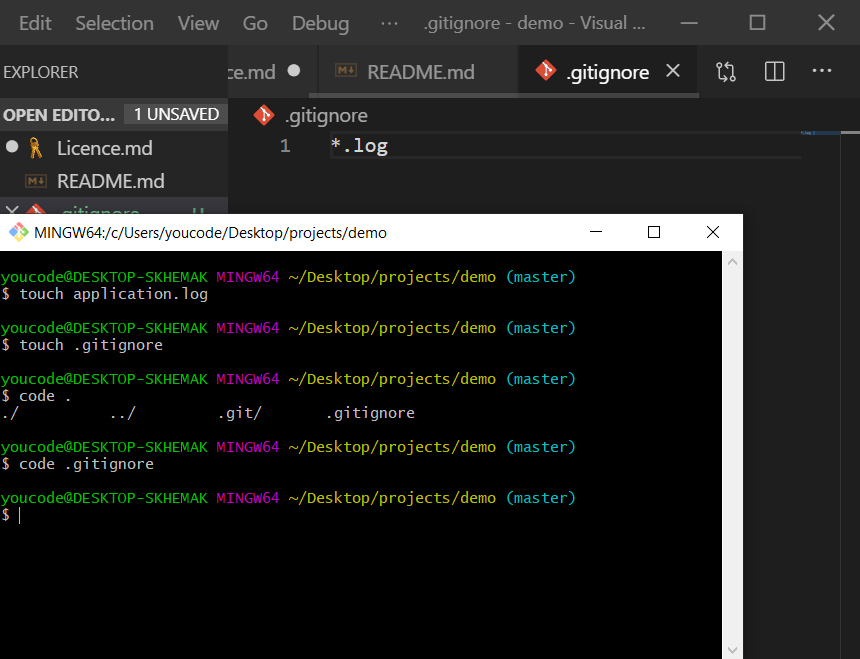 Edit Selection View Go Debug ··· .gitignore - demo - Visual ...
EXPLORER
ce.md README.md .gitignore ···
OPEN EDITO... 1 UNSAVED
.gitignore
Licence.md
README.md
.gitignore U
1 *.log
MINGW64:/c/Users/youcode/Desktop/projects/demo
youcode@DESKTOP-SKHEMAK MINGW64 ~/Desktop/projects/demo (master)
$ touch application.log
youcode@DESKTOP-SKHEMAK MINGW64 ~/Desktop/projects/demo (master)
$ touch .gitignore
youcode@DESKTOP-SKHEMAK MINGW64 ~/Desktop/projects/demo (master)
$ code .
./ ../ .git/ .gitignore
youcode@DESKTOP-SKHEMAK MINGW64 ~/Desktop/projects/demo (master)
$ code .gitignore
youcode@DESKTOP-SKHEMAK MINGW64 ~/Desktop/projects/demo (master)
$